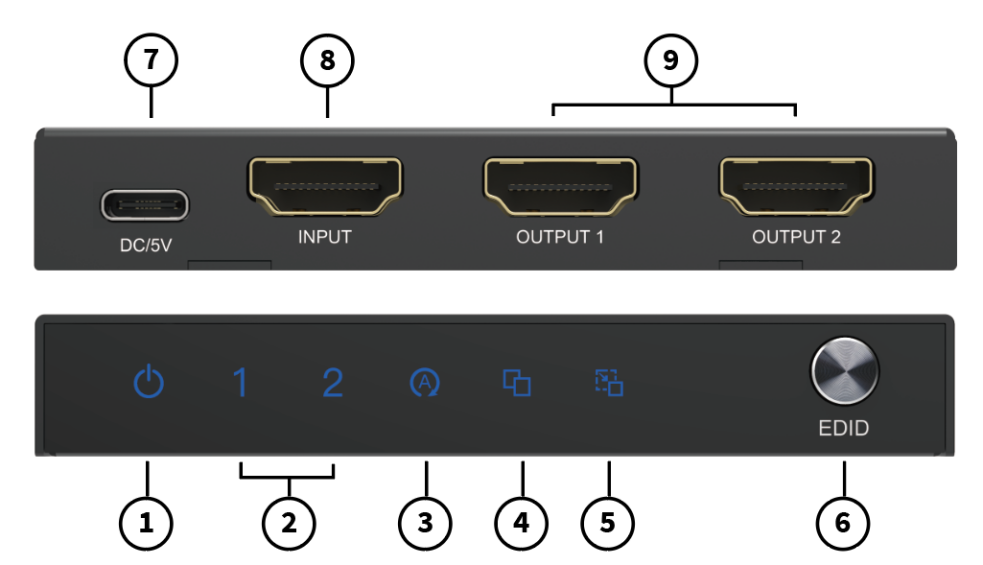 7 8 9
DC/5V INPUT OUTPUT 1 OUTPUT 2
1 2 A
EDID
1 2 3 4 5 6